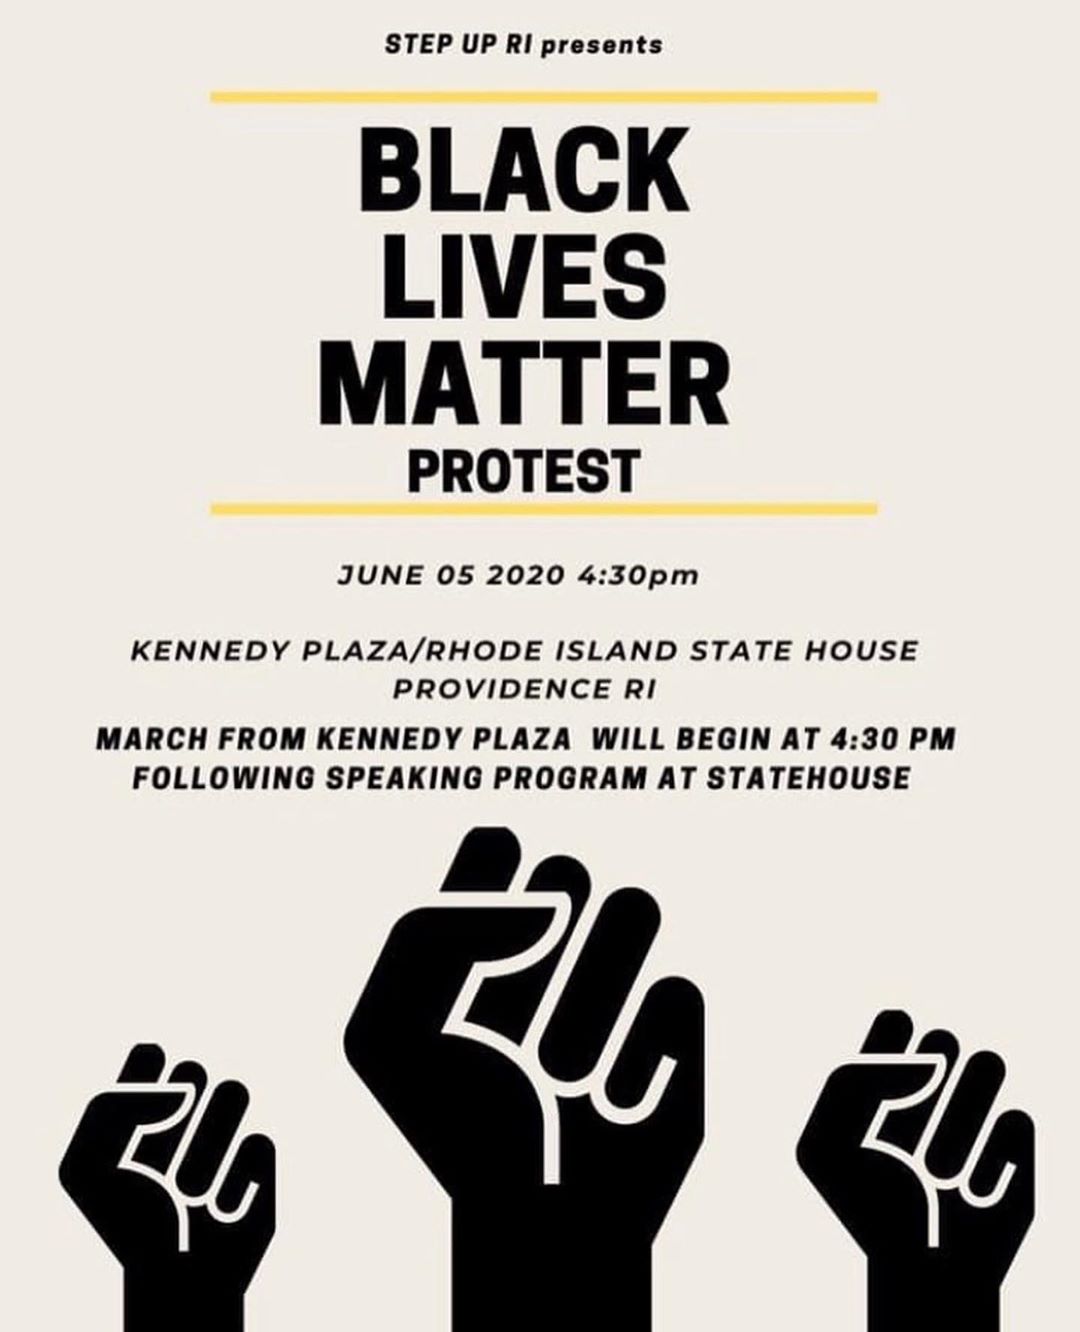 STEP UP RI presents
BLACK
LIVES
MATTER
PROTEST
JUNE 05 2020 4:30pm
KENNEDY PLAZA/RHODE ISLAND STATE HOUSE
PROVIDENCE RI
MARCH FROM KENNEDY PLAZA WILL BEGIN AT 4:30 PM
FOLLOWING SPEAKING PROGRAM AT STATEHOUSE